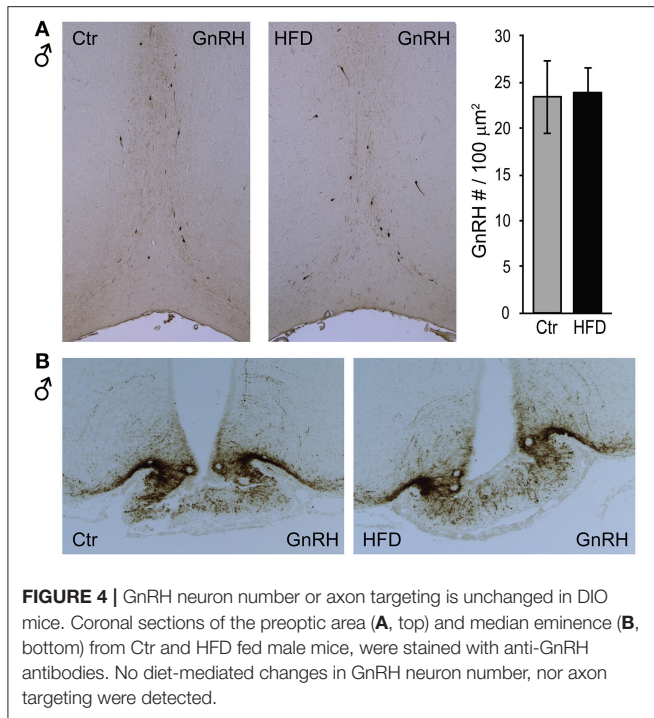 A
♂
Ctr GnRH
HFD GnRH
GnRH # / 100 µm²
30
25
20
15
10
5
0
Ctr HFD
B
♂
Ctr GnRH
HFD GnRH
FIGURE 4 | GnRH neuron number or axon targeting is unchanged in DIO
mice. Coronal sections of the preoptic area (A, top) and median eminence (B,
bottom) from Ctr and HFD fed male mice, were stained with anti-GnRH
antibodies. No diet-mediated changes in GnRH neuron number, nor axon
targeting were detected.